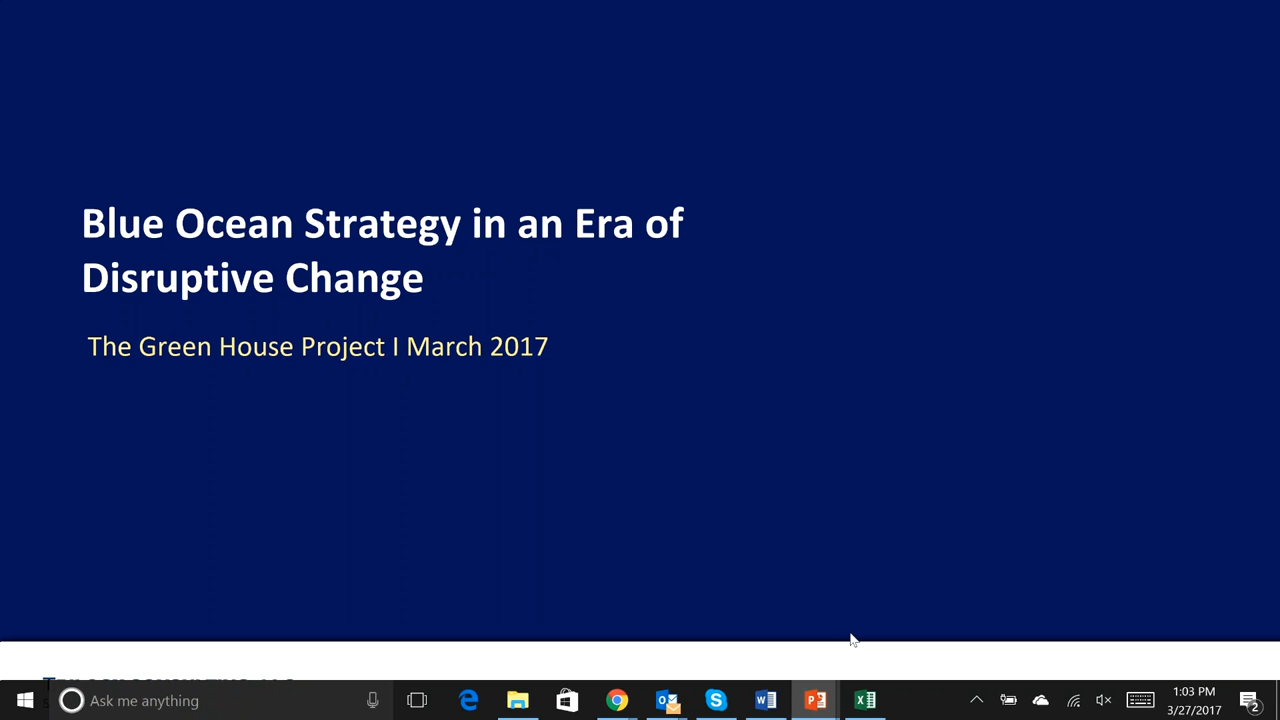 Blue Ocean Strategy in an Era of
Disruptive Change
The Green House Project I March 2017
Ask me anything
1:03 PM
3/27/2017
2